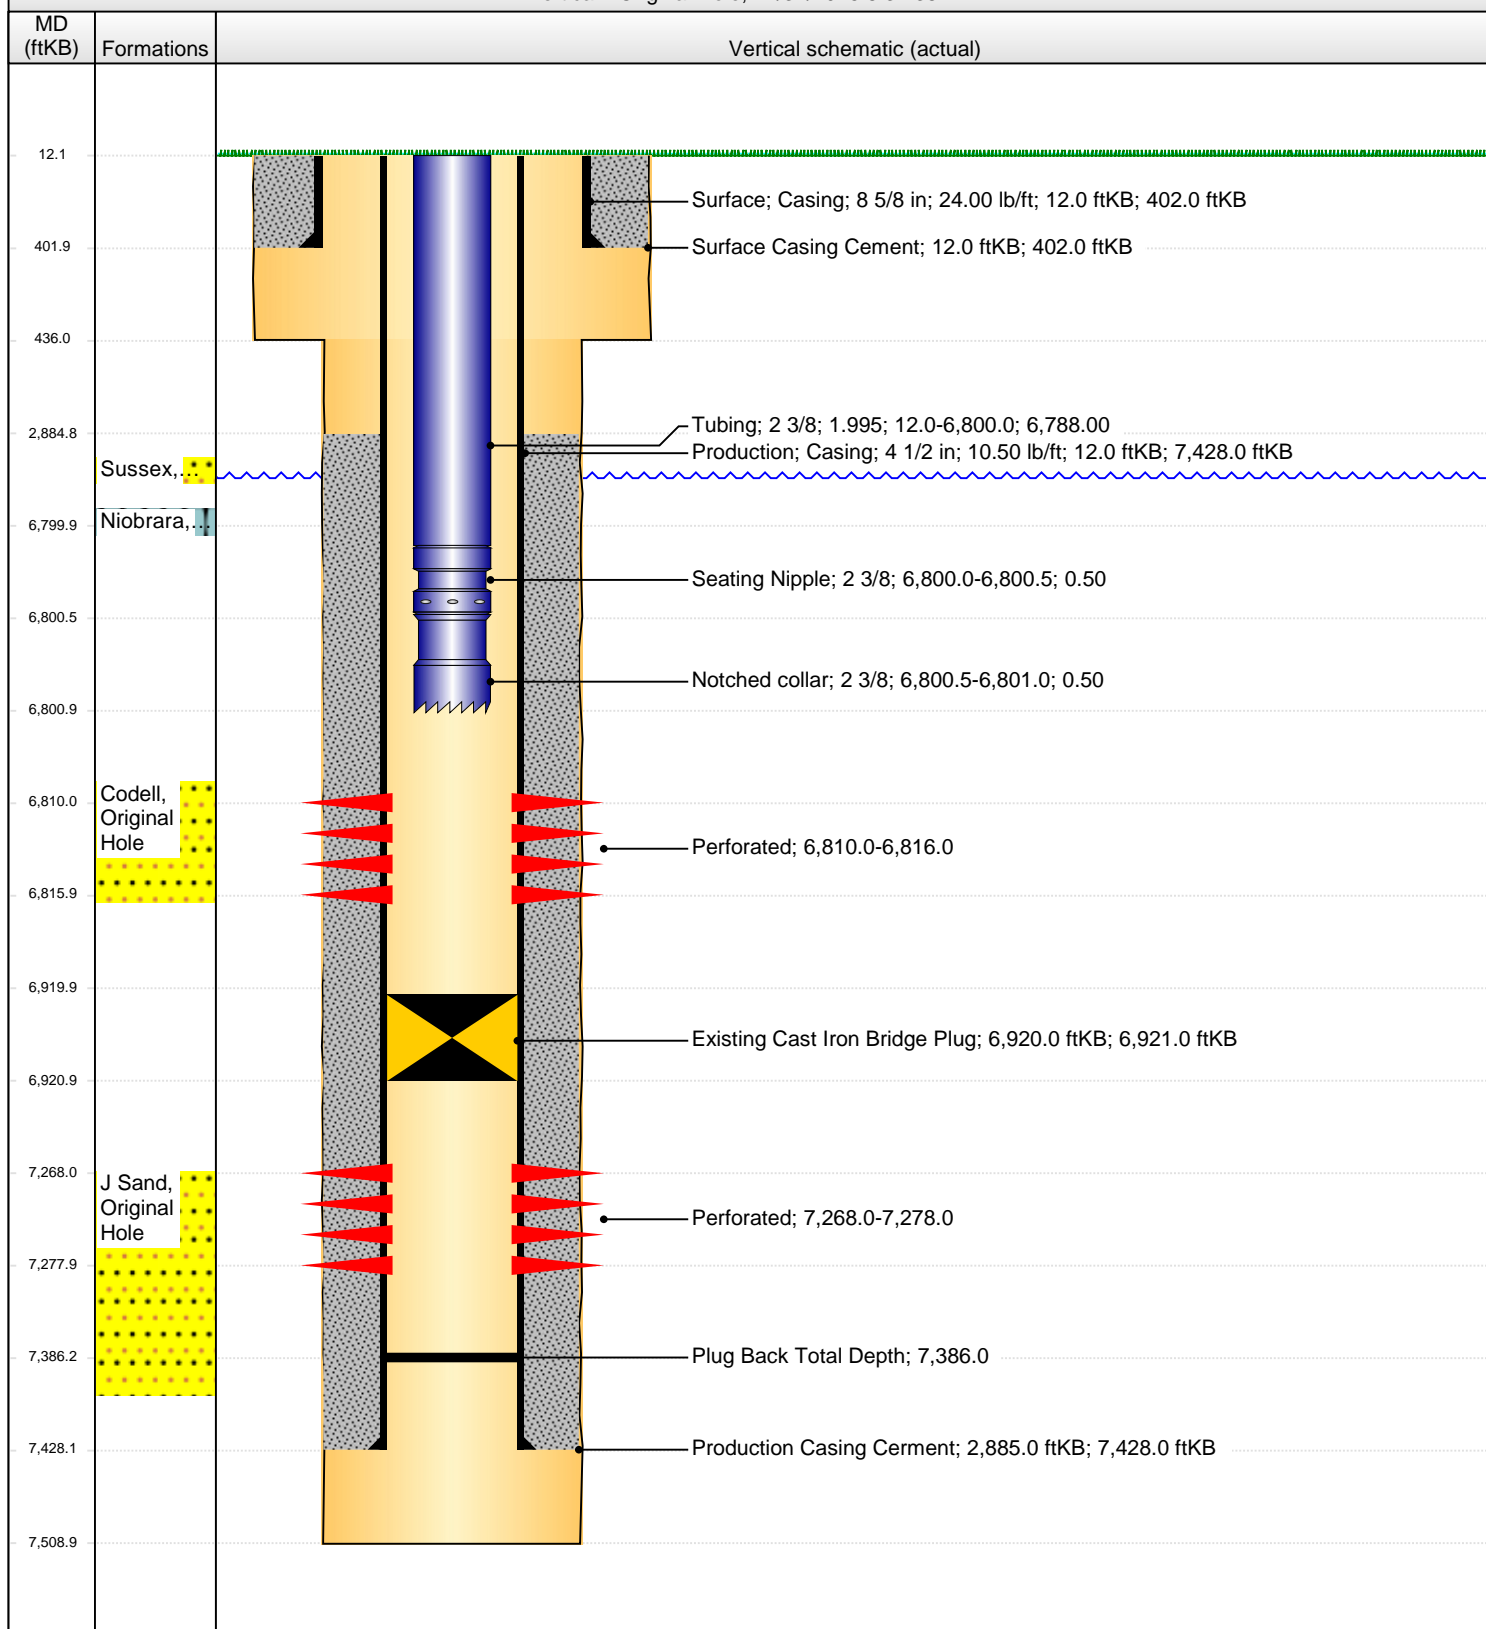 MD
(ftKB)
Formations
Vertical schematic (actual)
12.1
Surface; Casing; 8 5/8 in; 24.00 lb/ft; 12.0 ftKB; 402.0 ftKB
401.9
Surface Casing Cement; 12.0 ftKB; 402.0 ftKB
436.0
Tubing; 2 3/8; 1.995; 12.0-6,800.0; 6,788.00
2,884.8
Production; Casing; 4 1/2 in; 10.50 lb/ft; 12.0 ftKB; 7,428.0 ftKB
Sussex,...
Niobrara,...
6,799.9
Seating Nipple; 2 3/8; 6,800.0-6,800.5; 0.50
6,800.5
Notched collar; 2 3/8; 6,800.5-6,801.0; 0.50
6,800.9
Codell,
Original
Hole
6,810.0
Perforated; 6,810.0-6,816.0
6,815.9
6,919.9
Existing Cast Iron Bridge Plug; 6,920.0 ftKB; 6,921.0 ftKB
6,920.9
7,268.0
J Sand,
Original
Hole
Perforated; 7,268.0-7,278.0
7,277.9
7,386.2
Plug Back Total Depth; 7,386.0
7,428.1
Production Casing Cerment; 2,885.0 ftKB; 7,428.0 ftKB
7,508.9